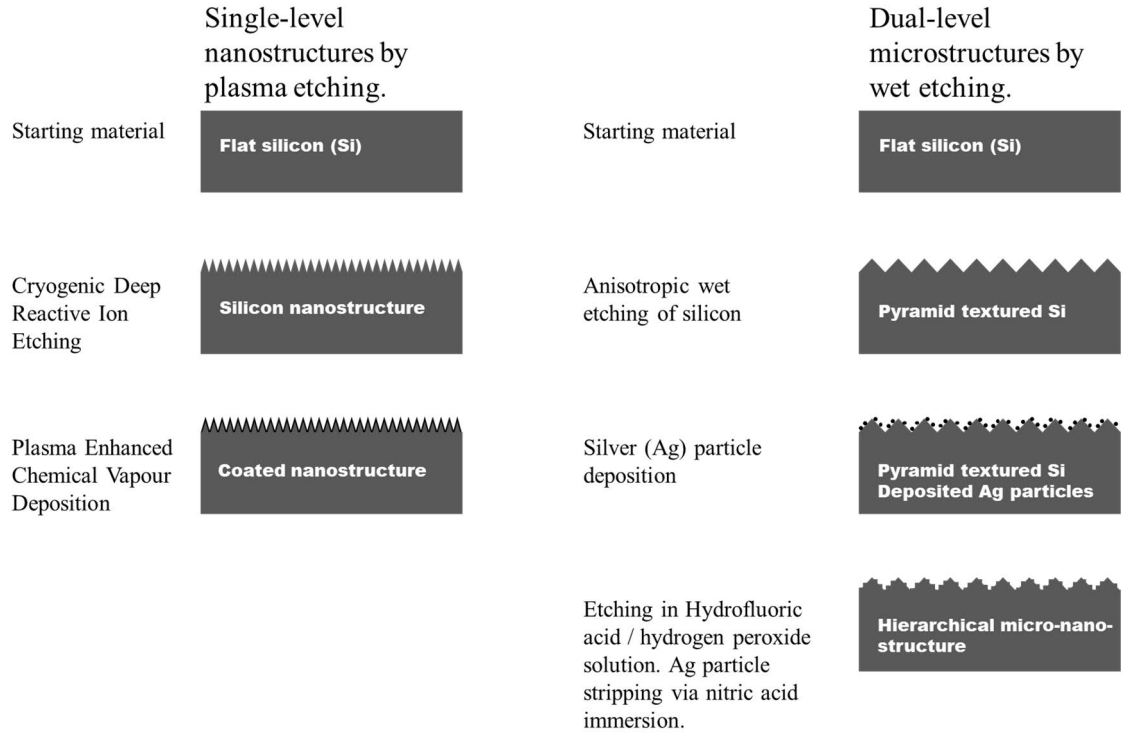 Single-level
nanostructures by
plasma etching.
Starting material
Flat silicon (Si)
Cryogenic Deep
Reactive Ion
Etching
Silicon nanostructure
Plasma Enhanced
Chemical Vapour
Deposition
Coated nanostructure
Dual-level
microstructures by
wet etching.
Starting material
Flat silicon (Si)
Anisotropic wet
etching of silicon
Pyramid textured Si
Silver (Ag) particle
deposition
Pyramid textured Si
Deposited Ag particles
Etching in Hydrofluoric
acid / hydrogen peroxide
solution. Ag particle
stripping via nitric acid
immersion.
Hierarchical micro-nano-
structure